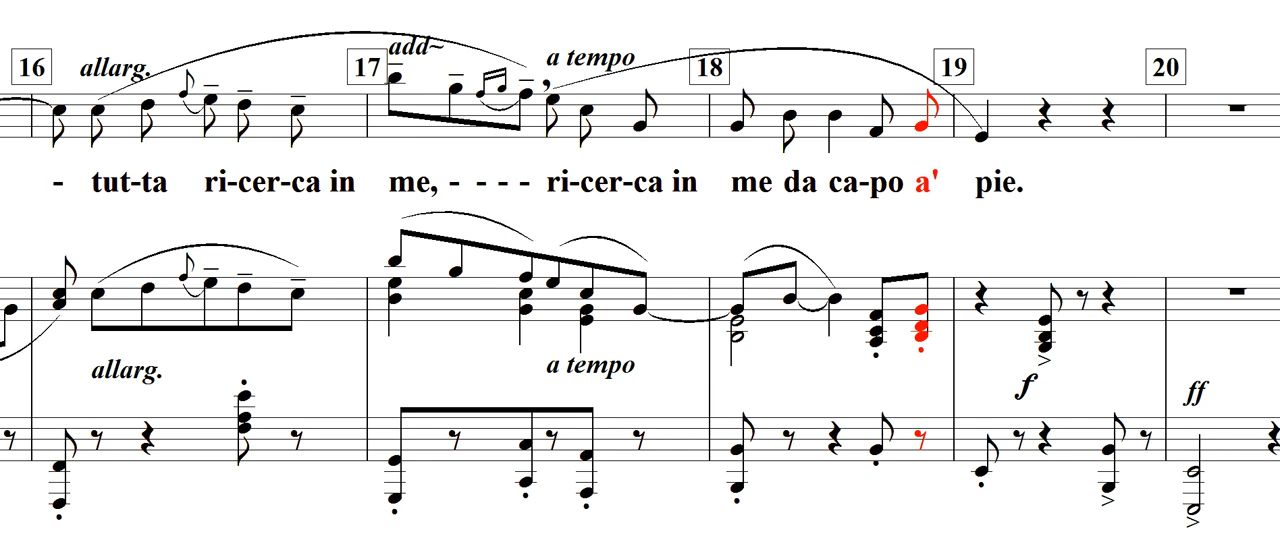 16 allarg. 17 add~ a tempo 18 19 20
- tut-ta ri-cer-ca in me, - - - - ri-cer-ca in me da ca-po a' pie.
allarg. a tempo f ff